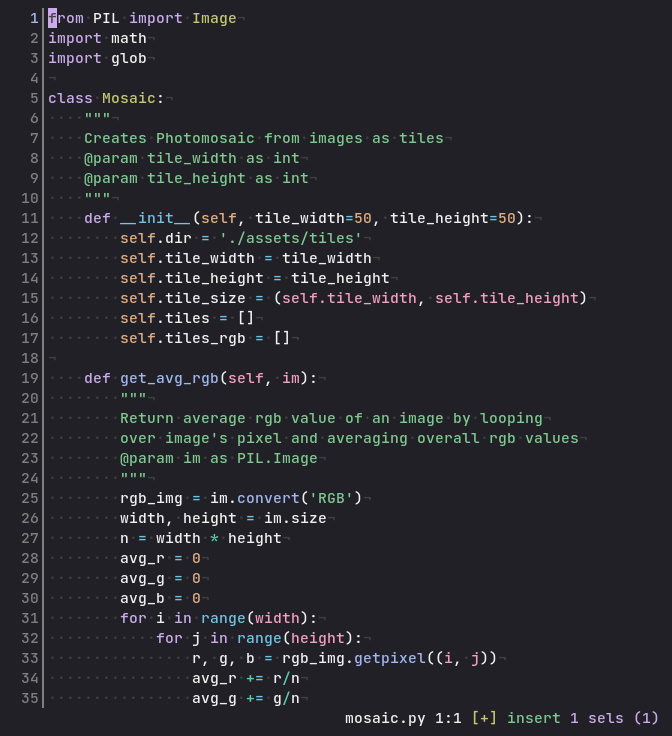 1 from PIL import Image
2 import math
3 import glob
4
5 class Mosaic:
6     """
7     Creates Photomosaic from images as tiles
8     @param tile_width as int
9     @param tile_height as int
10     """
11     def __init__(self, tile_width=50, tile_height=50):
12         self.dir = './assets/tiles'
13         self.tile_width = tile_width
14         self.tile_height = tile_height
15         self.tile_size = (self.tile_width, self.tile_height)
16         self.tiles = []
17         self.tiles_rgb = []
18
19     def get_avg_rgb(self, im):
20         """
21         Return average rgb value of an image by looping
22         over image's pixel and averaging overall rgb values
23         @param im as PIL.Image
24         """
25         rgb_img = im.convert('RGB')
26         width, height = im.size
27         n = width * height
28         avg_r = 0
29         avg_g = 0
30         avg_b = 0
31         for i in range(width):
32             for j in range(height):
33                 r, g, b = rgb_img.getpixel((i, j))
34                 avg_r += r/n
35                 avg_g += g/n
mosaic.py 1:1 [+] insert 1 sels (1)